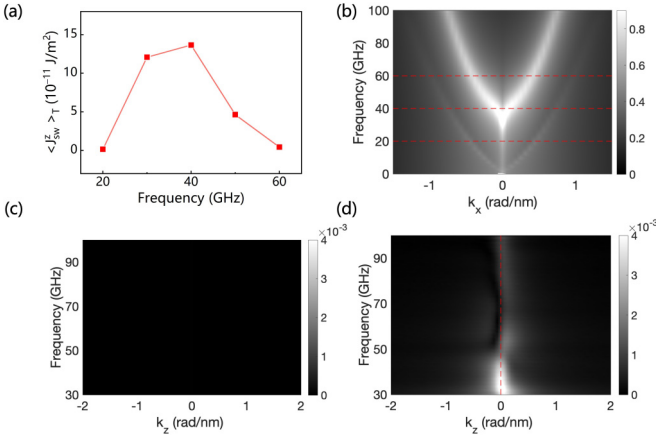 (a)
< J^z_sw >_T (10^-11 J/m^2)
15
10
5
0
20 40 60
Frequency (GHz)
(b)
Frequency (GHz)
100
80
60
40
20
0
-1 0 1
k_x (rad/nm)
0.8
0.6
0.4
0.2
0
(c)
Frequency (GHz)
90
70
50
30
-2 -1 0 1 2
k_z (rad/nm)
×10^-3
4
3
2
1
0
(d)
Frequency (GHz)
90
70
50
30
-2 -1 0 1 2
k_z (rad/nm)
×10^-3
4
3
2
1
0